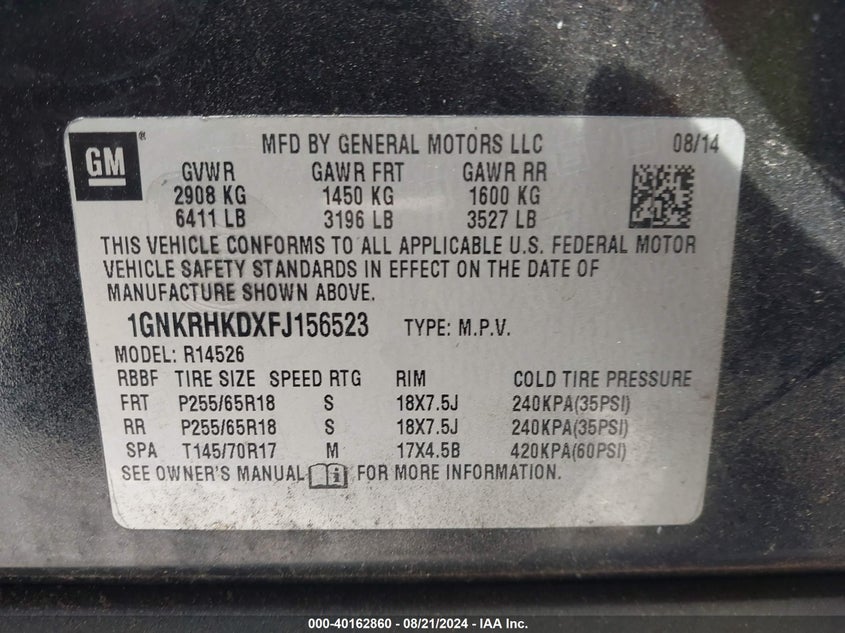 GM® MFD BY GENERAL MOTORS LLC 08/14
GVWR GAWR FRT GAWR RR
2908 KG 1450 KG 1600 KG
6411 LB 3196 LB 3527 LB
THIS VEHICLE CONFORMS TO ALL APPLICABLE U.S. FEDERAL MOTOR
VEHICLE SAFETY STANDARDS IN EFFECT ON THE DATE OF
MANUFACTURE SHOWN ABOVE.
1GNKRHKDXFJ156523 TYPE: M.P.V.
MODEL: R14526
RBBF TIRE SIZE SPEED RTG RIM COLD TIRE PRESSURE
FRT P255/65R18 S 18X7.5J 240KPA(35PSI)
RR P255/65R18 S 18X7.5J 240KPA(35PSI)
SPA T145/70R17 M 17X4.5B 420KPA(60PSI)
SEE OWNER'S MANUAL FOR MORE INFORMATION.
000-40162860 - 08/21/2024 - IAA Inc.